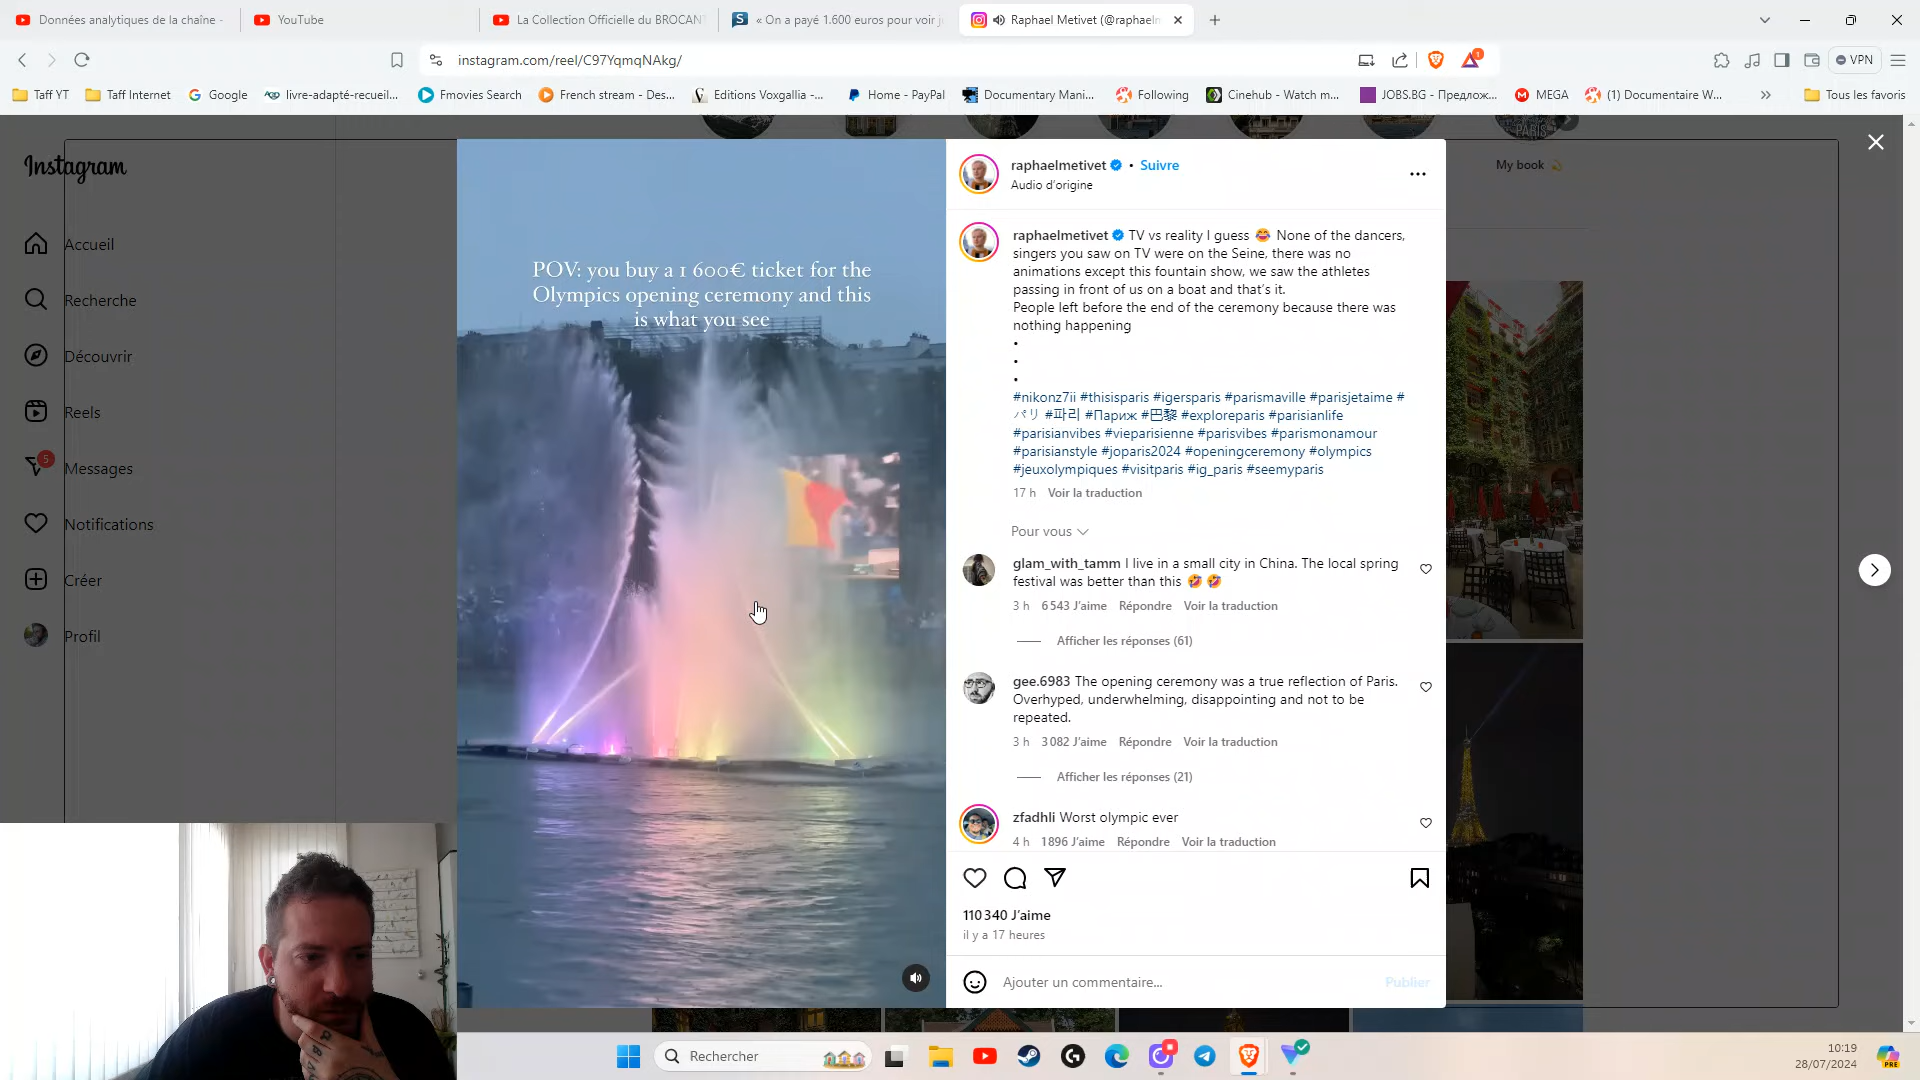 Données analytiques de la chaîne -
YouTube
La Collection Officielle du BROCANT
« On a payé 1.600 euros pour voir j
Raphael Metivet (@raphaeln
instagram.com/reel/C97YqmqNAkg/
1
VPN
Taff YT
Taff Internet
Google
livre-adapté-recueil...
Fmovies Search
French stream - Des...
Editions Voxgallia -...
Home - PayPal
Documentary Mani...
Following
Cinehub - Watch m...
JOBS.BG - Предлож...
MEGA
(1) Documentaire W...
Tous les favoris
Instagram
Accueil
Recherche
Découvrir
Reels
5
Messages
Notifications
Créer
Profil
PARIS
My book
POV: you buy a 1 600€ ticket for the
Olympics opening ceremony and this
is what you see
raphaelmetivet • Suivre
Audio d'origine
raphaelmetivet TV vs reality I guess 😂 None of the dancers,
singers you saw on TV were on the Seine, there was no
animations except this fountain show, we saw the athletes
passing in front of us on a boat and that's it.
People left before the end of the ceremony because there was
nothing happening
•
•
•
#nikonz7ii #thisisparis #igersparis #parismaville #parisjetaime #
パリ #파리 #Париж #巴黎 #exploreparis #parisianlife
#parisianvibes #vieparisienne #parisvibes #parismonamour
#parisianstyle #joparis2024 #openingceremony #olympics
#jeuxolympiques #visitparis #ig_paris #seemyparis
17 h Voir la traduction
Pour vous
glam_with_tamm I live in a small city in China. The local spring
festival was better than this 🤣 🤣
3 h 6 543 J'aime Répondre Voir la traduction
Afficher les réponses (61)
gee.6983 The opening ceremony was a true reflection of Paris.
Overhyped, underwhelming, disappointing and not to be
repeated.
3 h 3 082 J'aime Répondre Voir la traduction
Afficher les réponses (21)
zfadhli Worst olympic ever
4 h 1 896 J'aime Répondre Voir la traduction
110 340 J'aime
il y a 17 heures
Ajouter un commentaire...
Publier
Rechercher
10:19
28/07/2024
PRE